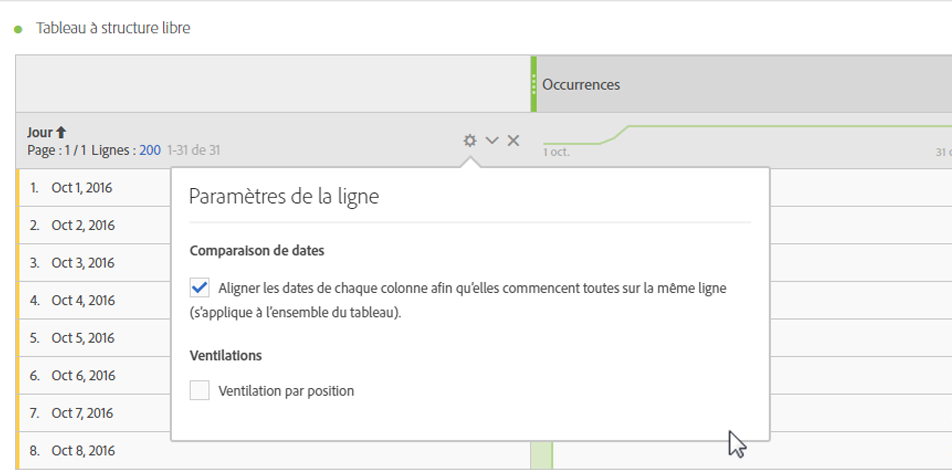 Tableau à structure libre
Occurrences
Jour
Page : 1 / 1 Lignes : 200 1-31 de 31
1 oct.
31 o
Paramètres de la ligne
Comparaison de dates
Aligner les dates de chaque colonne afin qu'elles commencent toutes sur la même ligne
(s'applique à l'ensemble du tableau).
Ventilations
Ventilation par position
1. Oct 1, 2016
2. Oct 2, 2016
3. Oct 3, 2016
4. Oct 4, 2016
5. Oct 5, 2016
6. Oct 6, 2016
7. Oct 7, 2016
8. Oct 8, 2016